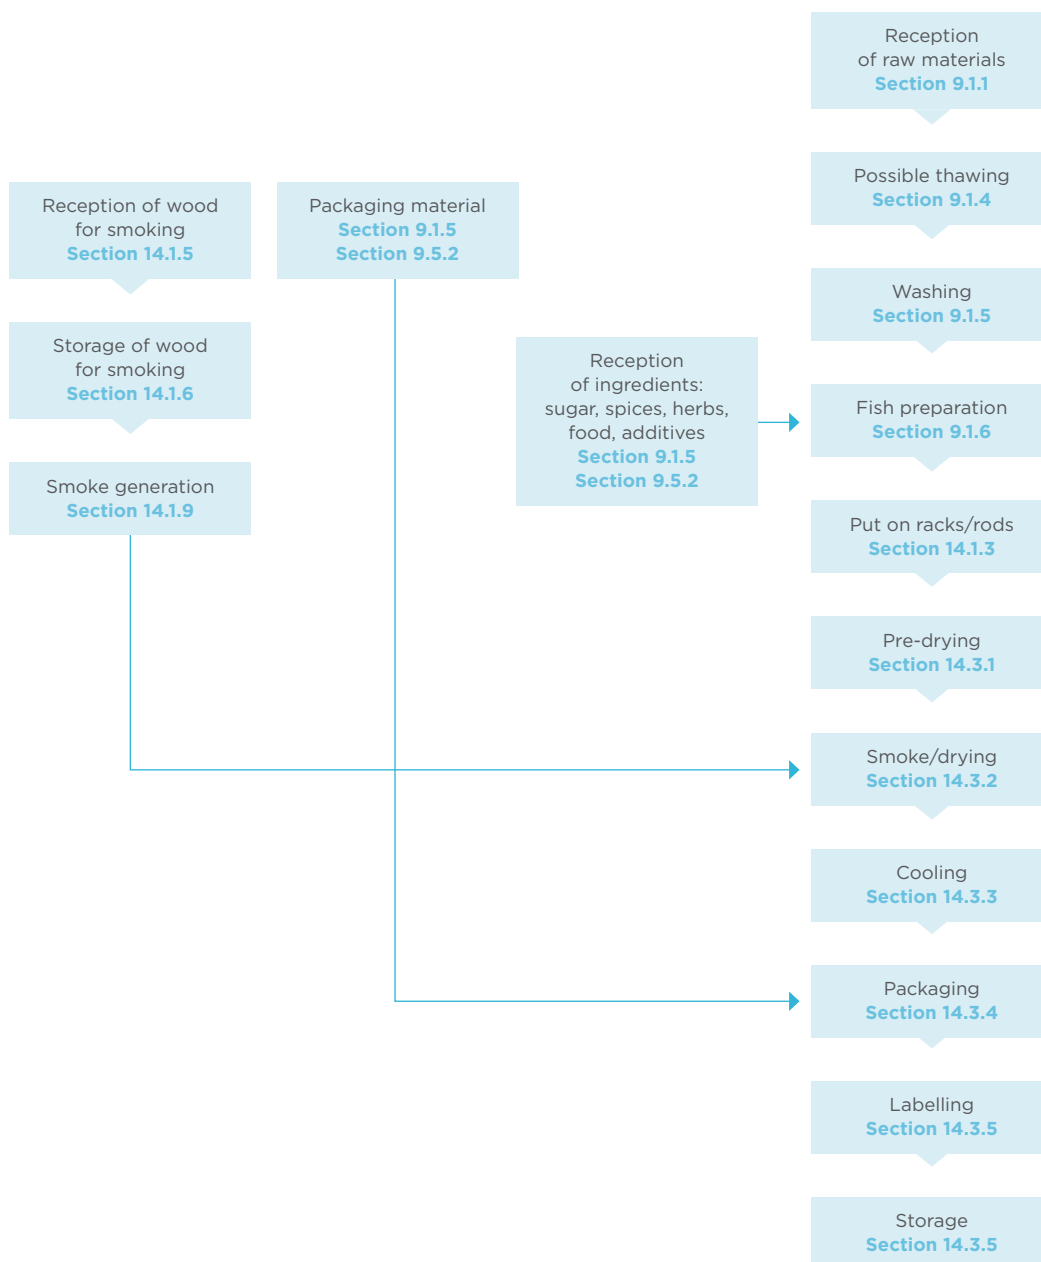 Reception
of raw materials
Section 9.1.1
Possible thawing
Section 9.1.4
Reception of wood
for smoking
Section 14.1.5
Packaging material
Section 9.1.5
Section 9.5.2
Washing
Section 9.1.5
Storage of wood
for smoking
Section 14.1.6
Reception
of ingredients:
sugar, spices, herbs,
food, additives
Section 9.1.5
Section 9.5.2
Fish preparation
Section 9.1.6
Smoke generation
Section 14.1.9
Put on racks/rods
Section 14.1.3
Pre-drying
Section 14.3.1
Smoke/drying
Section 14.3.2
Cooling
Section 14.3.3
Packaging
Section 14.3.4
Labelling
Section 14.3.5
Storage
Section 14.3.5